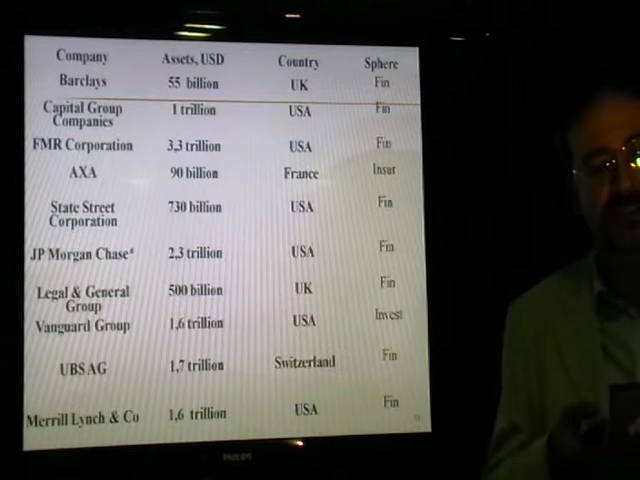 Company Assets, USD Country Sphere
Barclays 55 billion UK Fin
Capital Group Companies 1 trillion USA Fin
FMR Corporation 3,3 trillion USA Fin
AXA 90 billion France Insur
State Street Corporation 730 billion USA Fin
JP Morgan Chase 2,3 trillion USA Fin
Legal & General Group 500 billion UK Fin
Vanguard Group 1,6 trillion USA Invest
UBS AG 1,7 trillion Switzerland Fin
Merrill Lynch & Co 1,6 trillion USA Fin
PHILIPS